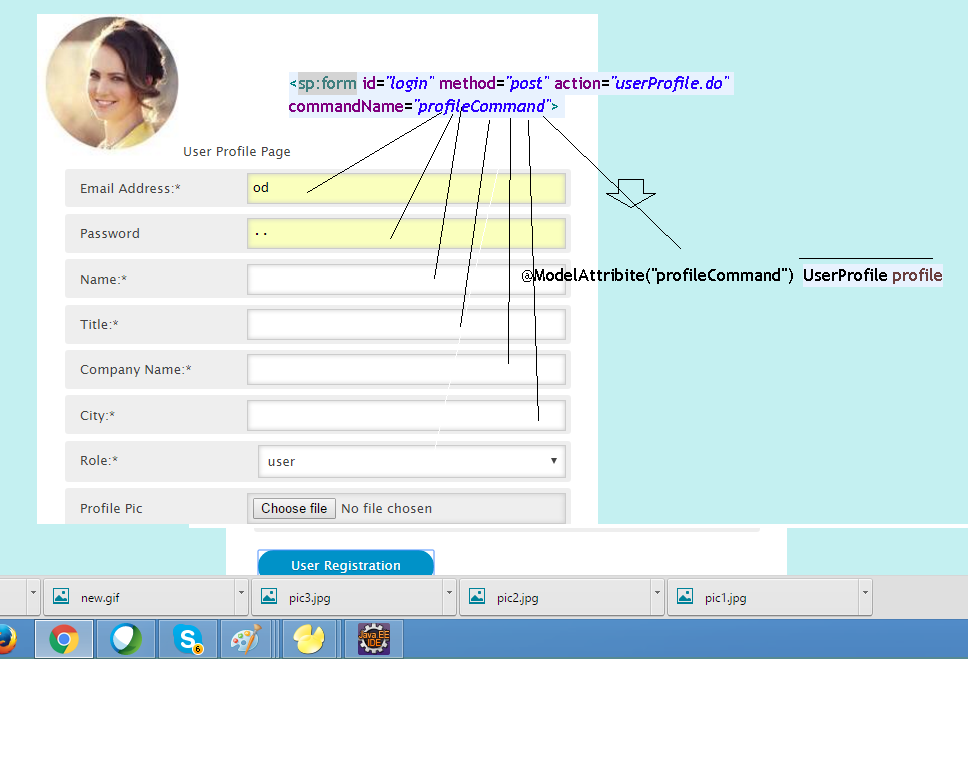 <sp:form id="login" method="post" action="userProfile.do"
commandName="profileCommand">
User Profile Page
Email Address:*
od
Password
Name:*
@ModelAttribite("profileCommand") UserProfile profile
Title:*
Company Name:*
City:*
Role:*
user
Profile Pic
Choose file No file chosen
User Registration
new.gif
pic3.jpg
pic2.jpg
pic1.jpg
S
6
Java EE
IDE